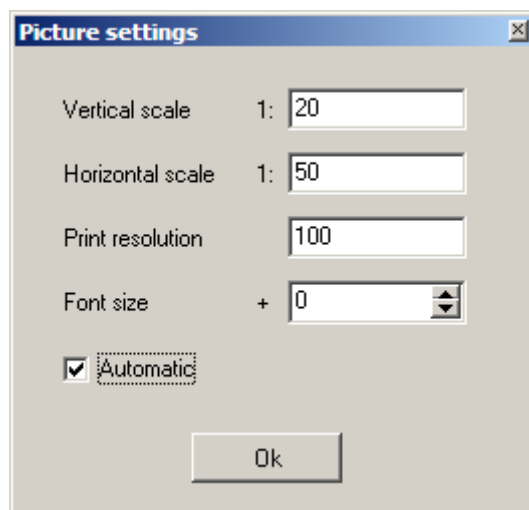 Picture settings
Vertical scale 1: 20
Horizontal scale 1: 50
Print resolution 100
Font size + 0
Automatic
Ok